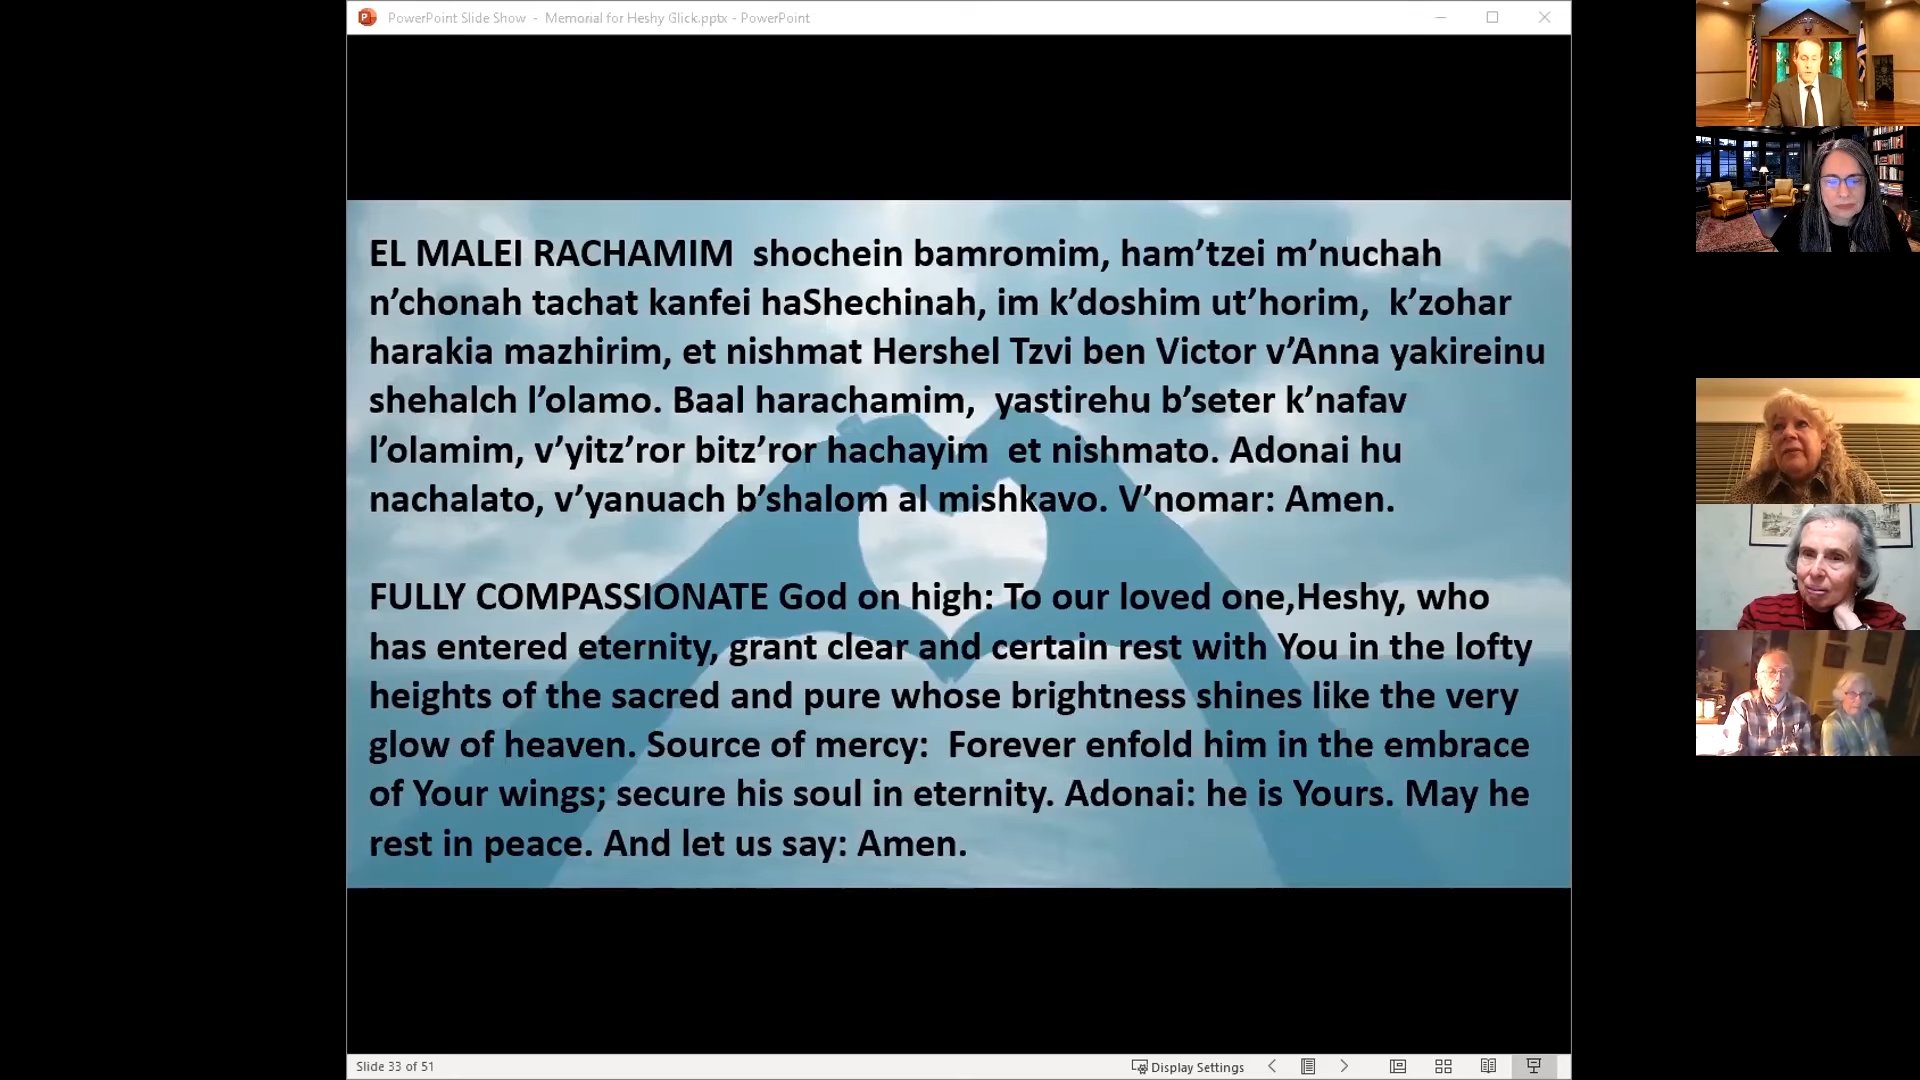 PowerPoint Slide Show - Memorial for Heshy Glick.pptx - PowerPoint
EL MALEI RACHAMIM  shochein bamromim, ham’tzei m’nuchah
n’chonah tachat kanfei haShechinah, im k’doshim ut’horim,  k’zohar
harakia mazhirim, et nishmat Hershel Tzvi ben Victor v’Anna yakireinu
shehalch l’olamo. Baal harachamim,  yastirehu b’seter k’nafav
l’olamim, v’yitz’ror bitz’ror hachayim  et nishmato. Adonai hu
nachalato, v’yanuach b’shalom al mishkavo. V’nomar: Amen.
FULLY COMPASSIONATE God on high: To our loved one,Heshy, who
has entered eternity, grant clear and certain rest with You in the lofty
heights of the sacred and pure whose brightness shines like the very
glow of heaven. Source of mercy:  Forever enfold him in the embrace
of Your wings; secure his soul in eternity. Adonai: he is Yours. May he
rest in peace. And let us say: Amen.
Slide 33 of 51
Display Settings